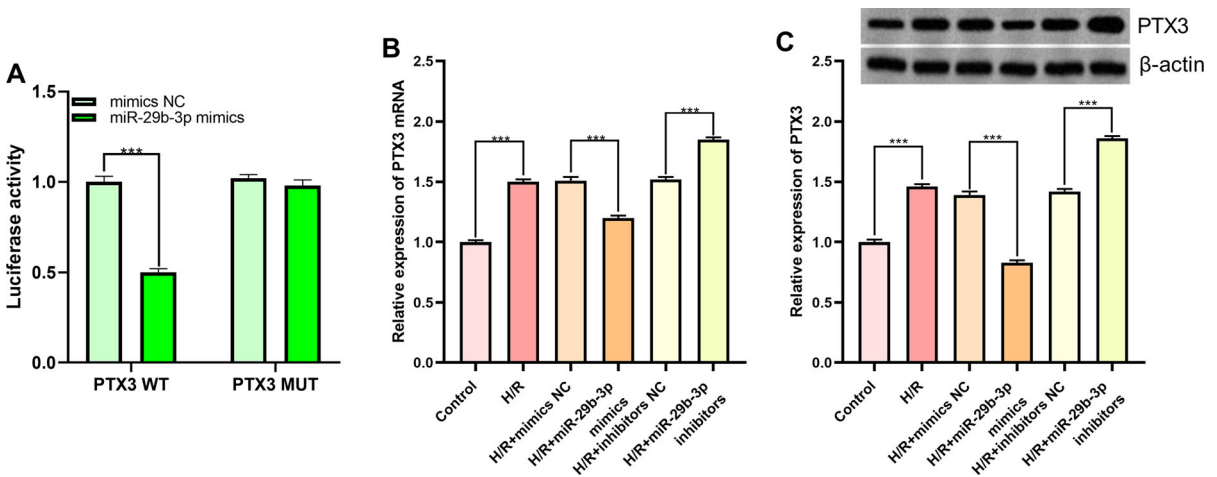 A
1.5
1.0
0.5
0.0
Luciferase activity
mimics NC
miR-29b-3p mimics
***
PTX3 WT
PTX3 MUT
B
2.5
2.0
1.5
1.0
0.5
0.0
Relative expression of PTX3 mRNA
***
***
***
Control
H/R
H/R+mimics NC
H/R+miR-29b-3p
mimics
H/R+inhibitors NC
H/R+miR-29b-3p
inhibitors
C
PTX3
β-actin
2.5
2.0
1.5
1.0
0.5
0.0
Relative expression of PTX3
***
***
***
Control
H/R
H/R+mimics NC
H/R+miR-29b-3p
mimics
H/R+inhibitors NC
H/R+miR-29b-3p
inhibitors